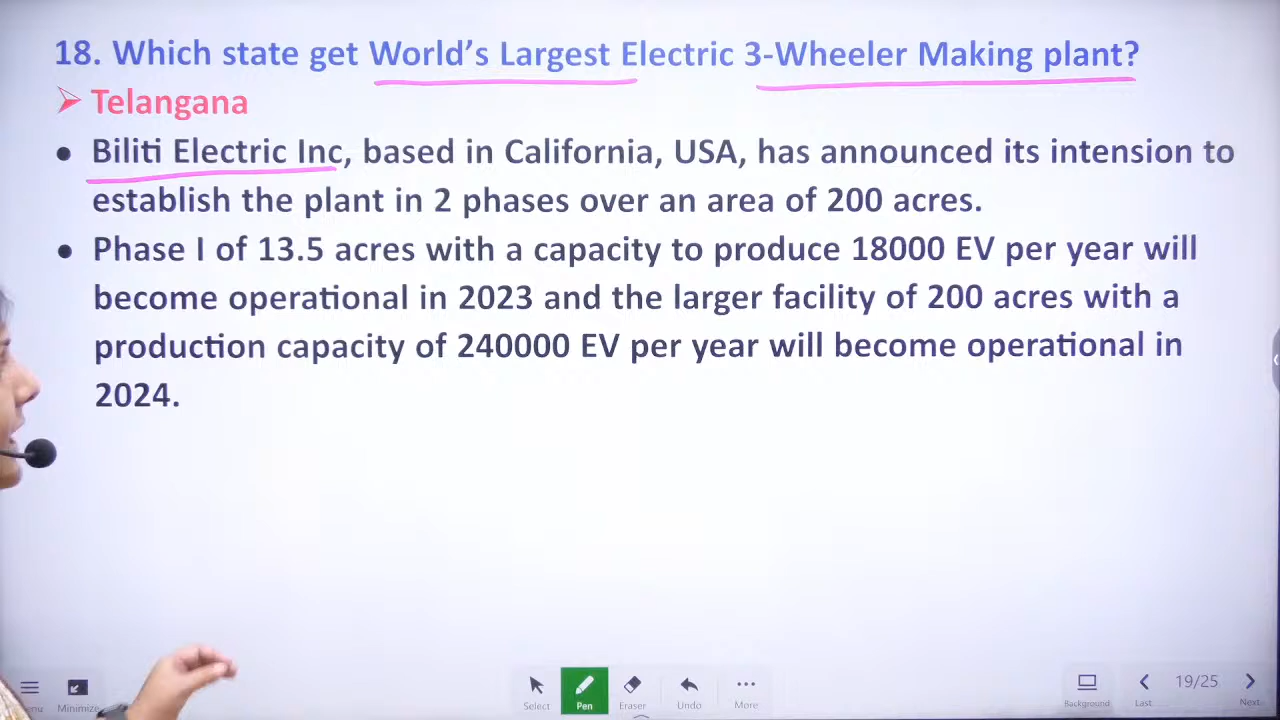 18. Which state get World's Largest Electric 3-Wheeler Making plant?
➢ Telangana
• Biliti Electric Inc, based in California, USA, has announced its intension to
establish the plant in 2 phases over an area of 200 acres.
• Phase I of 13.5 acres with a capacity to produce 18000 EV per year will
become operational in 2023 and the larger facility of 200 acres with a
production capacity of 240000 EV per year will become operational in
2024.
Minimize
Select
Pen
Eraser
Undo
More
Background
Last
19/25
Next